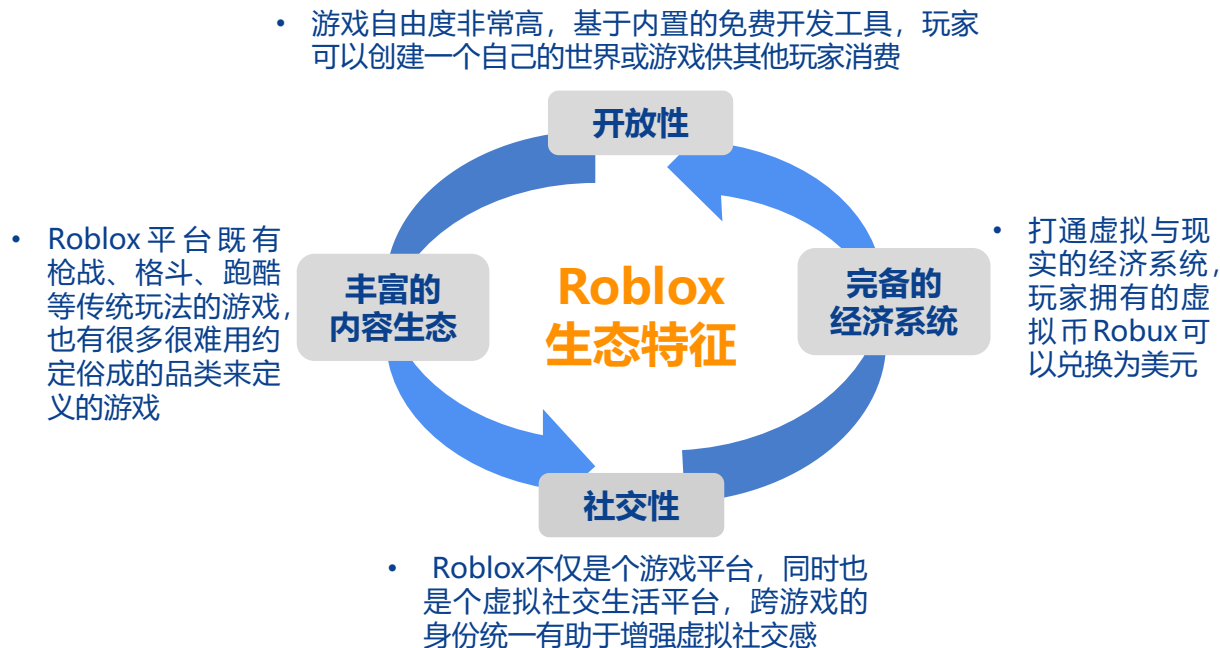 • 游戏自由度非常高，基于内置的免费开发工具，玩家
可以创建一个自己的世界或游戏供其他玩家消费
开放性
• Roblox平台既有
枪战、格斗、跑酷
等传统玩法的游戏，
也有很多很难用约
定俗成的品类来定
义的游戏
丰富的
内容生态
Roblox
生态特征
完备的
经济系统
• 打通虚拟与现
实的经济系统，
玩家拥有的虚
拟币Robux可
以兑换为美元
社交性
• Roblox不仅是个游戏平台，同时也
是个虚拟社交生活平台，跨游戏的
身份统一有助于增强虚拟社交感